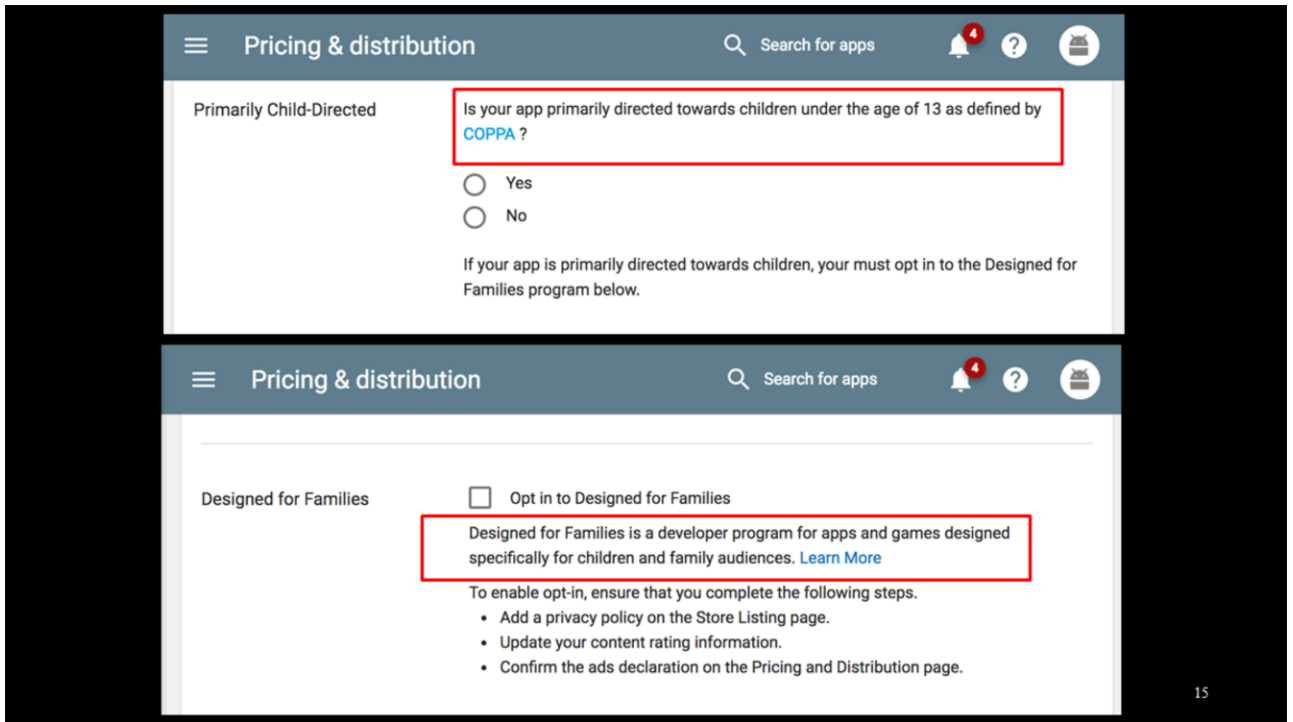 Pricing & distribution
Search for apps
4
?
Primarily Child-Directed
Is your app primarily directed towards children under the age of 13 as defined by
COPPA ?
Yes
No
If your app is primarily directed towards children, your must opt in to the Designed for
Families program below.
Pricing & distribution
Search for apps
4
?
Designed for Families
Opt in to Designed for Families
Designed for Families is a developer program for apps and games designed
specifically for children and family audiences. Learn More
To enable opt-in, ensure that you complete the following steps.
• Add a privacy policy on the Store Listing page.
• Update your content rating information.
• Confirm the ads declaration on the Pricing and Distribution page.
15